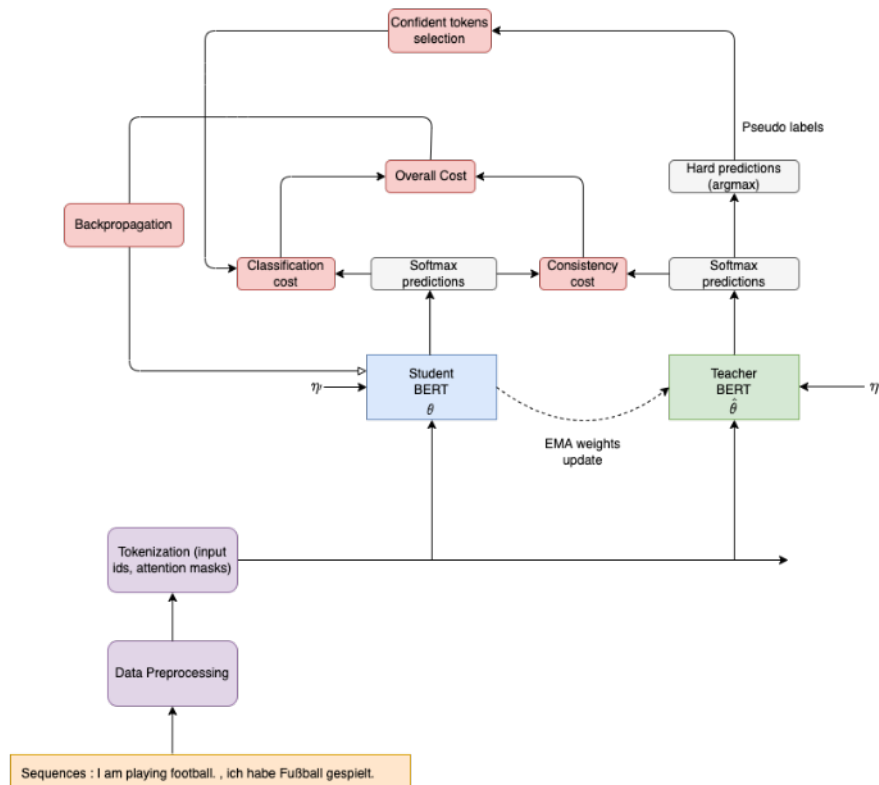 Confident tokens
selection
Pseudo labels
Overall Cost
Hard predictions
(argmax)
Backpropagation
Classification
cost
Softmax
predictions
Consistency
cost
Softmax
predictions
η′
Student
BERT
θ
Teacher
BERT
θ̂
η
EMA weights
update
Tokenization (input
ids, attention masks)
Data Preprocessing
Sequences : I am playing football. , ich habe Fußball gespielt.